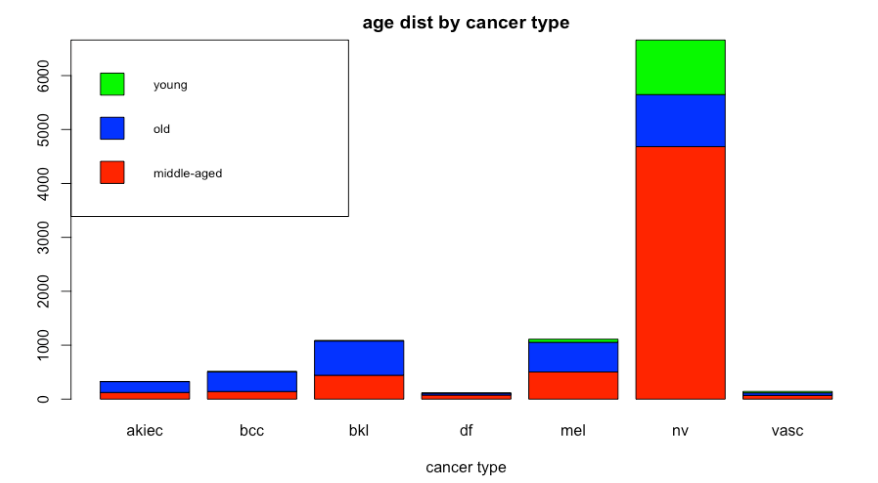 age dist by cancer type
6000
5000
4000
3000
2000
1000
0
young
old
middle-aged
akiec bcc bkl df mel nv vasc
cancer type